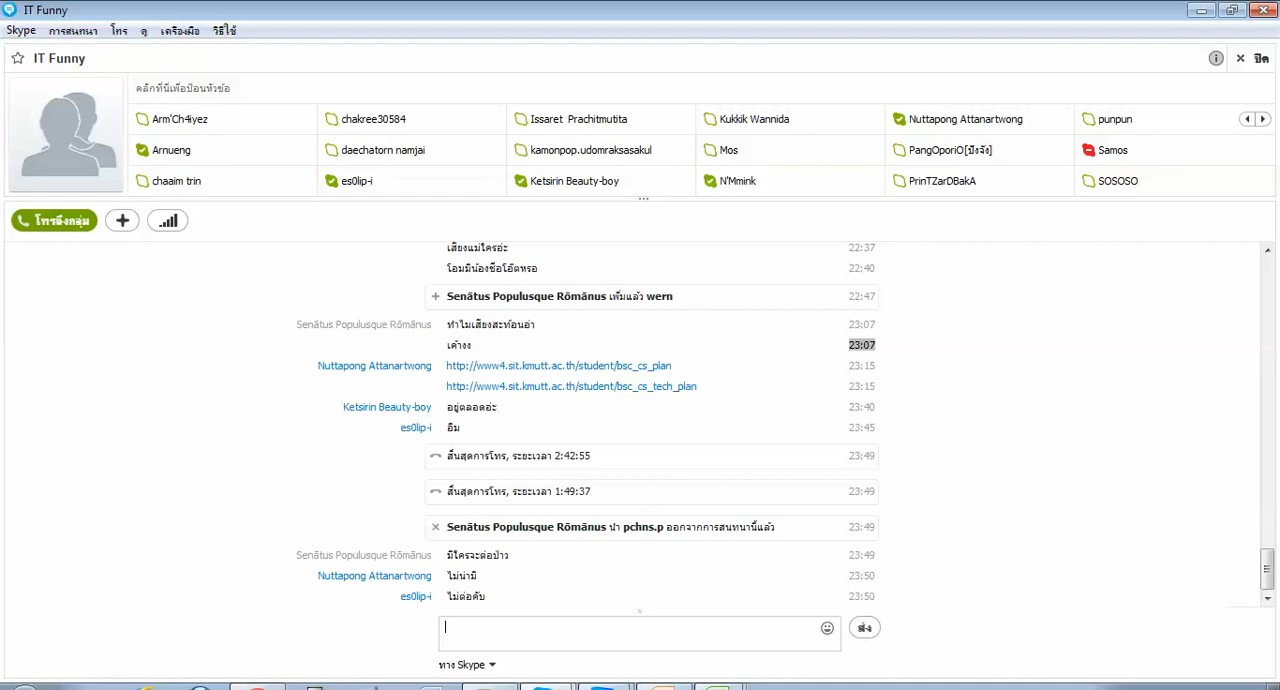 IT Funny
Skype การสนทนา โทร ดู เครื่องมือ วิธีใช้
IT Funny ปิด
คลิกที่นี่เพื่อป้อนหัวข้อ
Arm'Ch4iyez chakree30584 Issaret Prachitmutita Kukkik Wannida Nuttapong Attanartwong punpun
Arnueng daechatorn namjai kamonpop.udomraksasakul Mos PangOporiO[ปังจัง] Samos
chaaim trin es0lip-i Ketsirin Beauty-boy N'Mmink PrinTZarDBakA SOSOSO
โทรถึงกลุ่ม
เสียงแม่ใครอ่ะ 22:37
โอมมีน้องชื่อโอ๊ตหรอ 22:40
Senātus Populusque Rōmānus เพิ่มแล้ว wern 22:47
Senātus Populusque Rōmānus ทำไมเสียงสะท้อนอ่า 23:07
เค้างง 23:07
Nuttapong Attanartwong http://www4.sit.kmutt.ac.th/student/bsc_cs_plan 23:15
http://www4.sit.kmutt.ac.th/student/bsc_cs_tech_plan 23:15
Ketsirin Beauty-boy อยู่ตลอดอ่ะ 23:40
es0lip-i อืม 23:45
สิ้นสุดการโทร, ระยะเวลา 2:42:55 23:49
สิ้นสุดการโทร, ระยะเวลา 1:49:37 23:49
Senātus Populusque Rōmānus นำ pchns.p ออกจากการสนทนานี้แล้ว 23:49
Senātus Populusque Rōmānus มีใครจะต่อป่าว 23:49
Nuttapong Attanartwong ไม่น่ามี 23:50
es0lip-i ไม่ต่อคับ 23:50
ส่ง
ทาง Skype